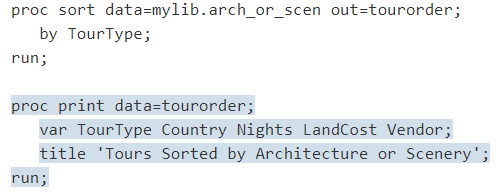 proc sort data=mylib.arch_or_scen out=tourorder;
   by TourType;
run;

proc print data=tourorder;
   var TourType Country Nights LandCost Vendor;
   title 'Tours Sorted by Architecture or Scenery';
run;